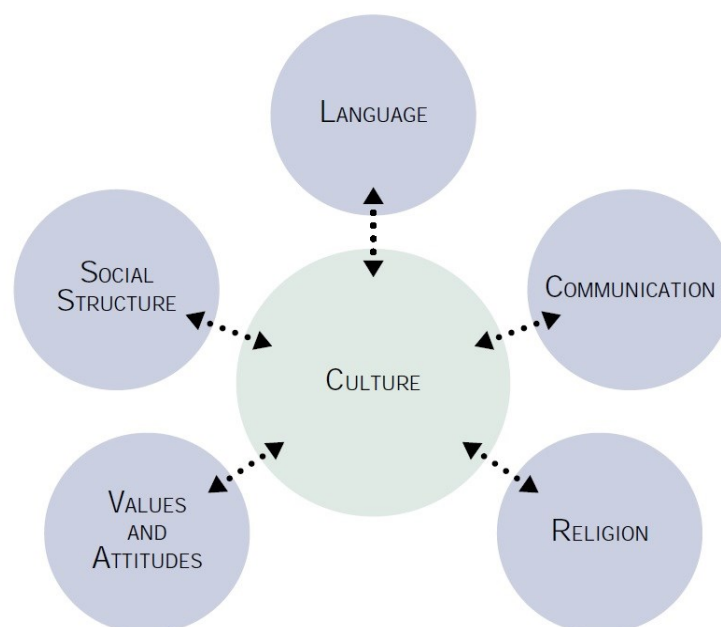 LANGUAGE
SOCIAL
STRUCTURE
COMMUNICATION
CULTURE
VALUES
AND
ATTITUDES
RELIGION